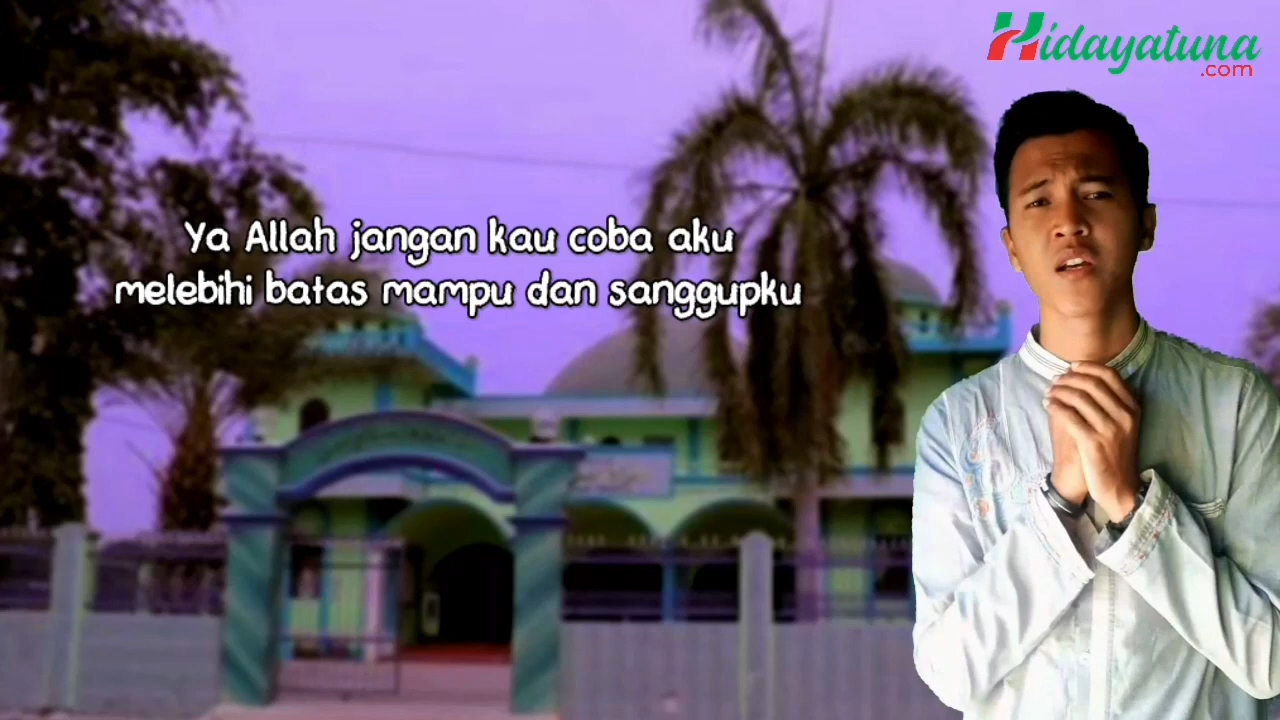 Hidayatuna
.com
Ya Allah jangan kau coba aku
melebihi batas mampu dan sanggupku